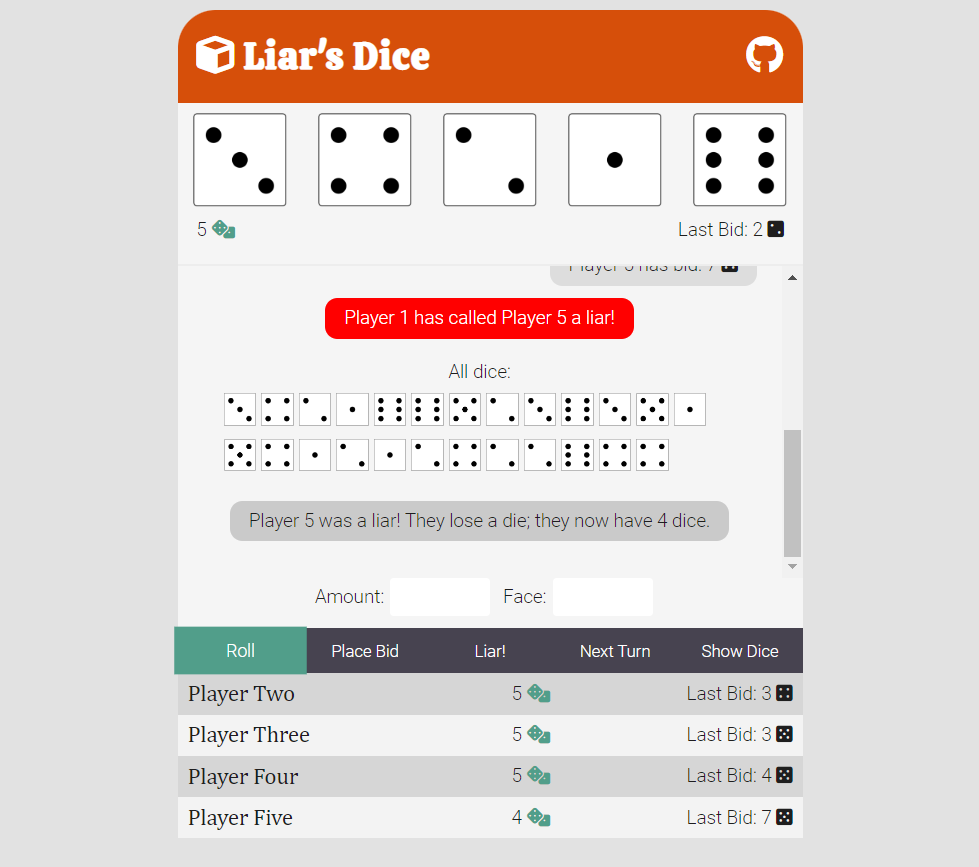 Liar's Dice
5
Last Bid: 2
Player 5 has bid: 7
Player 1 has called Player 5 a liar!
All dice:
Player 5 was a liar! They lose a die; they now have 4 dice.
Amount:
Face:
Roll
Place Bid
Liar!
Next Turn
Show Dice
Player Two
5
Last Bid: 3
Player Three
5
Last Bid: 3
Player Four
5
Last Bid: 4
Player Five
4
Last Bid: 7